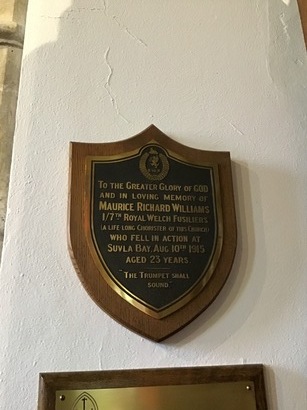 To the Greater Glory of GOD
and in loving memory of
Maurice Richard Williams
1/7TH Royal Welch Fusiliers
(A life long Chorister of this Church)
who fell in action at
Suvla Bay Aug 10TH 1915
aged 23 years.
"The Trumpet shall
sound"